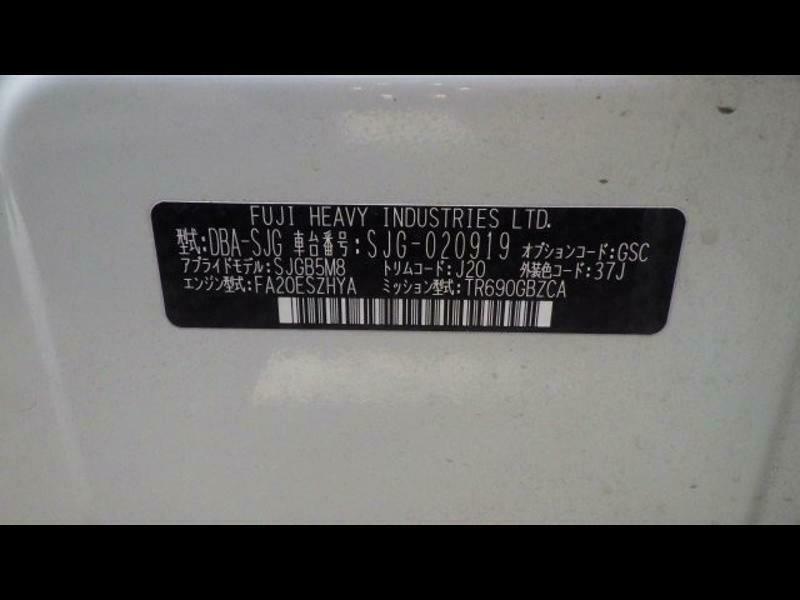 FUJI HEAVY INDUSTRIES LTD.
型式:DBA-SJG 車台番号:SJG-020919 オプションコード:GSC
アプライドモデル:SJGB5M8 トリムコード:J20 外装色コード:37J
エンジン型式:FA20ESZHYA ミッション型式:TR690GBZCA